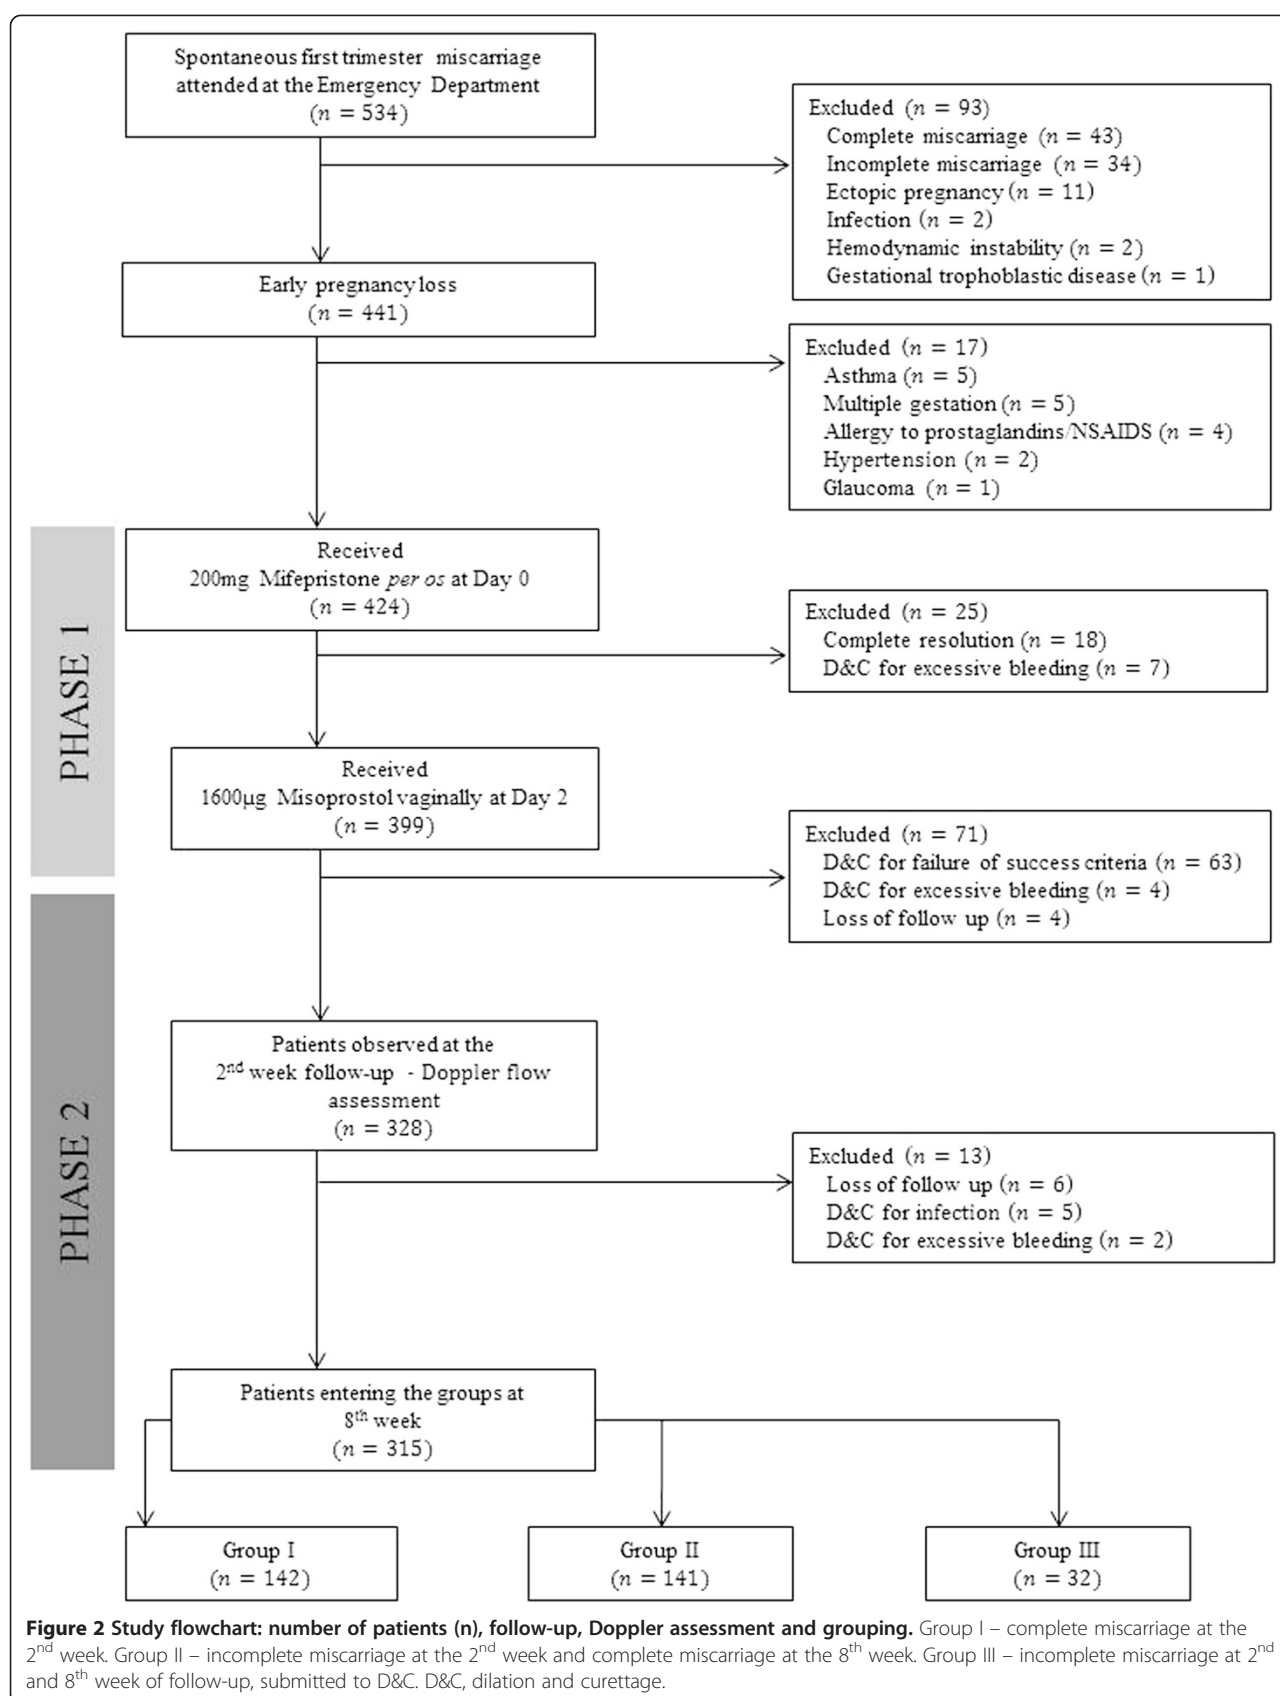 Spontaneous first trimester miscarriage
attended at the Emergency Department
(n = 534)
Excluded (n = 93)
Complete miscarriage (n = 43)
Incomplete miscarriage (n = 34)
Ectopic pregnancy (n = 11)
Infection (n = 2)
Hemodynamic instability (n = 2)
Gestational trophoblastic disease (n = 1)
Early pregnancy loss
(n = 441)
Excluded (n = 17)
Asthma (n = 5)
Multiple gestation (n = 5)
Allergy to prostaglandins/NSAIDS (n = 4)
Hypertension (n = 2)
Glaucoma (n = 1)
PHASE 1
Received
200mg Mifepristone per os at Day 0
(n = 424)
Excluded (n = 25)
Complete resolution (n = 18)
D&C for excessive bleeding (n = 7)
Received
1600µg Misoprostol vaginally at Day 2
(n = 399)
Excluded (n = 71)
D&C for failure of success criteria (n = 63)
D&C for excessive bleeding (n = 4)
Loss of follow up (n = 4)
PHASE 2
Patients observed at the
2nd week follow-up - Doppler flow
assessment
(n = 328)
Excluded (n = 13)
Loss of follow up (n = 6)
D&C for infection (n = 5)
D&C for excessive bleeding (n = 2)
Patients entering the groups at
8th week
(n = 315)
Group I
(n = 142)
Group II
(n = 141)
Group III
(n = 32)
Figure 2 Study flowchart: number of patients (n), follow-up, Doppler assessment and grouping. Group I – complete miscarriage at the
2nd week. Group II – incomplete miscarriage at the 2nd week and complete miscarriage at the 8th week. Group III – incomplete miscarriage at 2nd
and 8th week of follow-up, submitted to D&C. D&C, dilation and curettage.